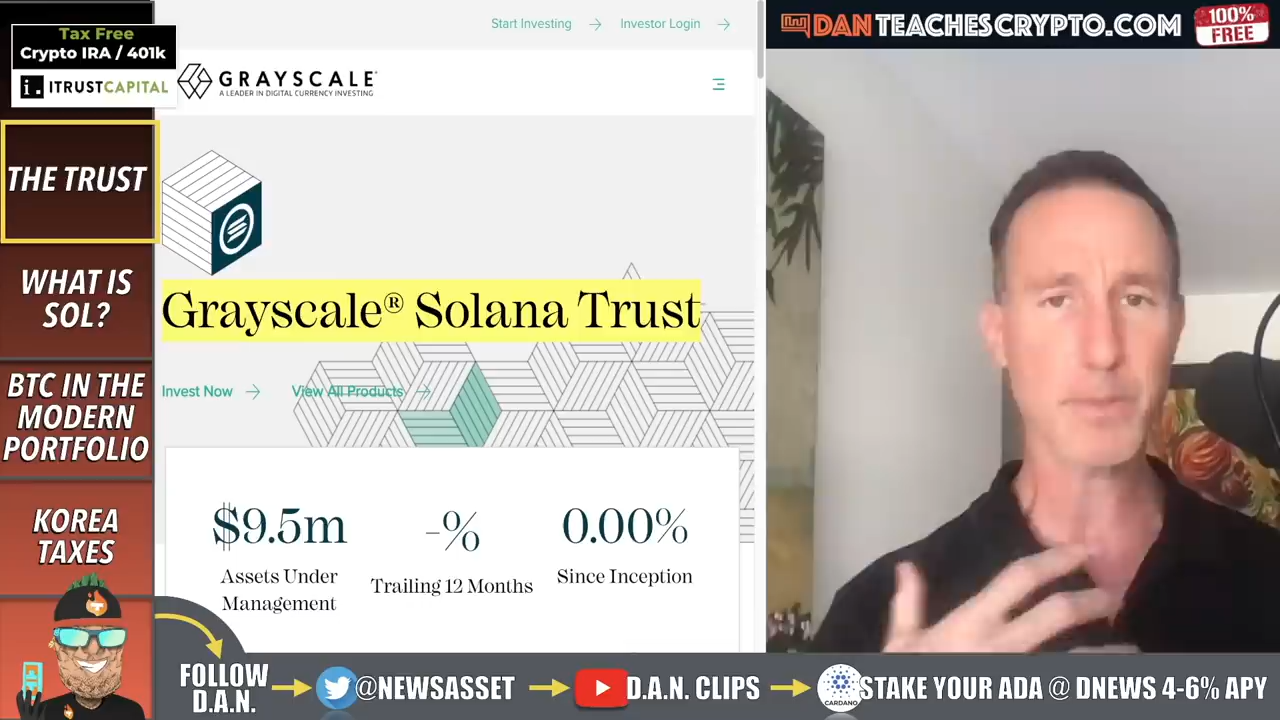 Tax Free
Crypto IRA / 401k
i. ITRUSTCAPITAL
THE TRUST
WHAT IS
SOL?
BTC IN THE
MODERN
PORTFOLIO
KOREA
TAXES
Start Investing → Investor Login →
GRAYSCALE®
A LEADER IN DIGITAL CURRENCY INVESTING.
Grayscale® Solana Trust
Invest Now → View All Products →
$9.5m
Assets Under
Management
-%
Trailing 12 Months
0.00%
Since Inception
DANTEACHESCRYPTO.COM
100%
FREE
FOLLOW
D.A.N.
@NEWSASSET
D.A.N. CLIPS
CARDANO
STAKE YOUR ADA @ DNEWS 4-6% APY